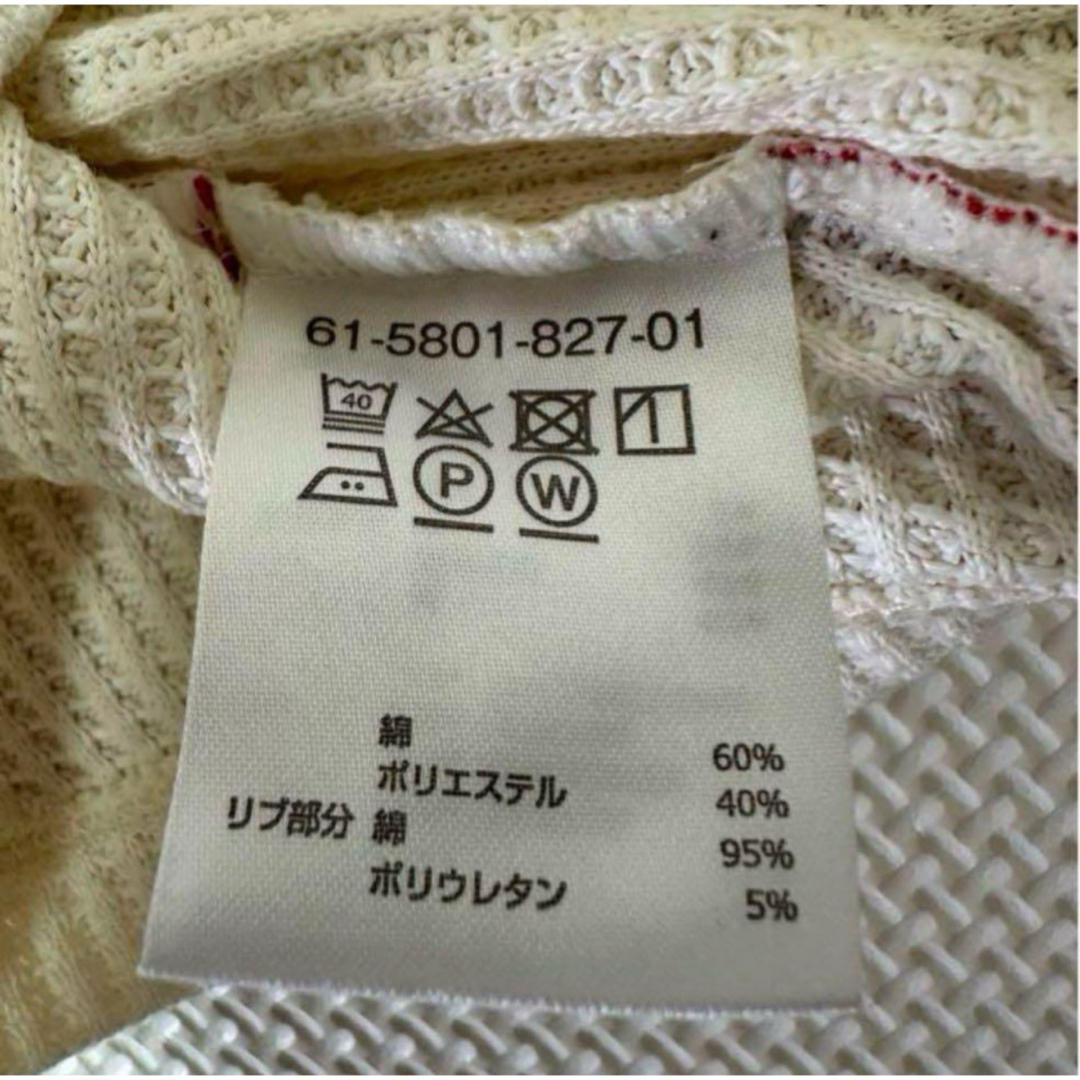 61-5801-827-01
40
P W
綿 60%
ポリエステル 40%
リブ部分 綿 95%
ポリウレタン 5%